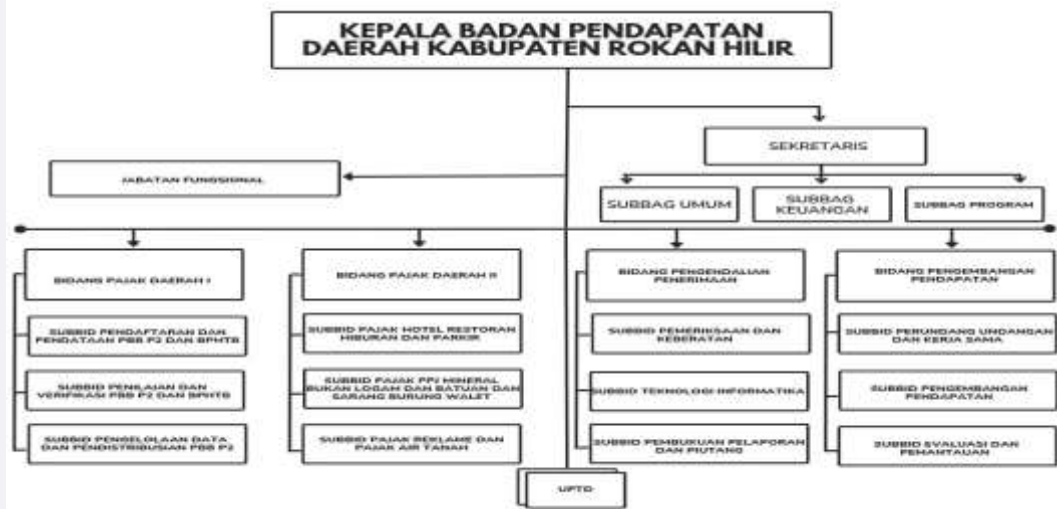 KEPALA BADAN PENDAPATAN
DAERAH KABUPATEN ROKAN HILIR
SEKRETARIS
JABATAN FUNGSIONAL
SUBBAG UMUM
SUBBAG
KEUANGAN
SUBBAG PROGRAM
BIDANG PAJAK DAERAH I
BIDANG PAJAK DAERAH II
BIDANG PENGENDALIAN
PENERIMAAN
BIDANG PENGEMBANGAN
PENDAPATAN
SUBBID PENDAFTARAN DAN
PENDATAAN PBB P2 DAN BPHTB
SUBBID PAJAK HOTEL RESTORAN
HIBURAN DAN PARKIR
SUBBID PEMERIKSAAN DAN
KEBERATAN
SUBBID PERUNDANG UNDANGAN
DAN KERJA SAMA
SUBBID PENILAIAN DAN
VERIFIKASI PBB P2 DAN BPHTB
SUBBID PAJAK PPJ MINERAL
BUKAN LOGAM DAN BATUAN DAN
SARANG BURUNG WALET
SUBBID TEKNOLOGI INFORMATIKA
SUBBID PENGEMBANGAN
PENDAPATAN
SUBBID PENGELOLAAN DATA
DAN PENDISTRIBUSIAN PBB P2
SUBBID PAJAK REKLAME DAN
PAJAK AIR TANAH
SUBBID PEMBUKUAN PELAPORAN
DAN PIUTANG
SUBBID EVALUASI DAN
PEMANTAUAN
UPTD